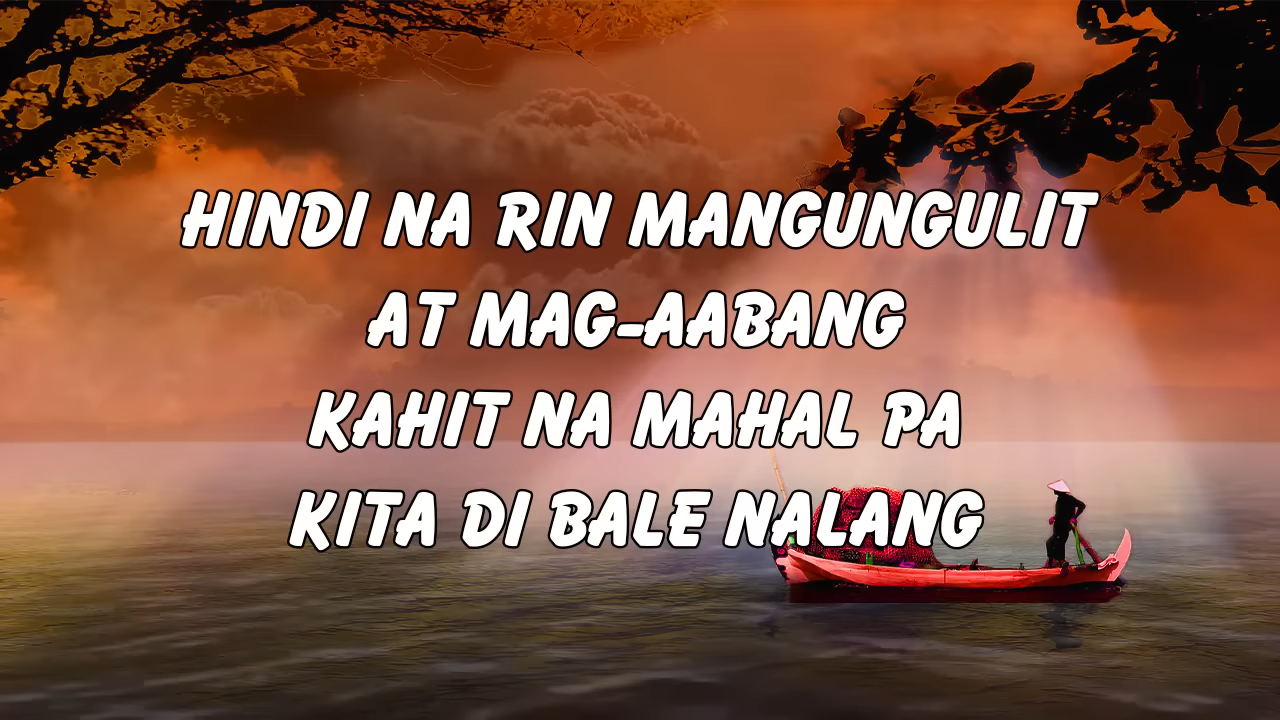 HINDI NA RIN MANGUNGULIT
AT MAG-AABANG
KAHIT NA MAHAL PA
KITA DI BALE NALANG